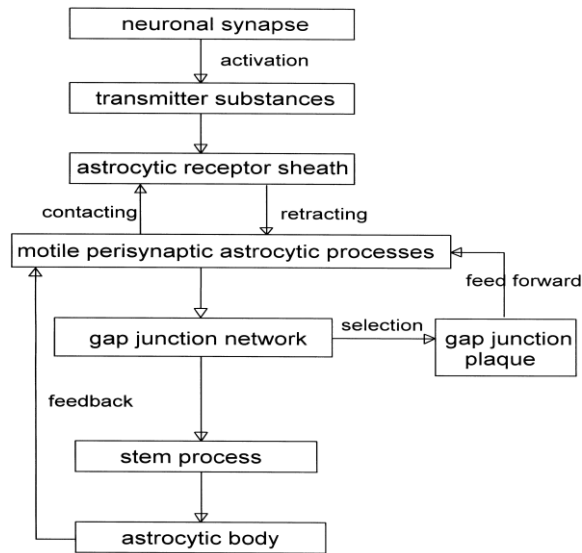 neuronal synapse
activation
transmitter substances
astrocytic receptor sheath
contacting
retracting
motile perisynaptic astrocytic processes
feed forward
gap junction network
selection
gap junction
plaque
feedback
stem process
astrocytic body